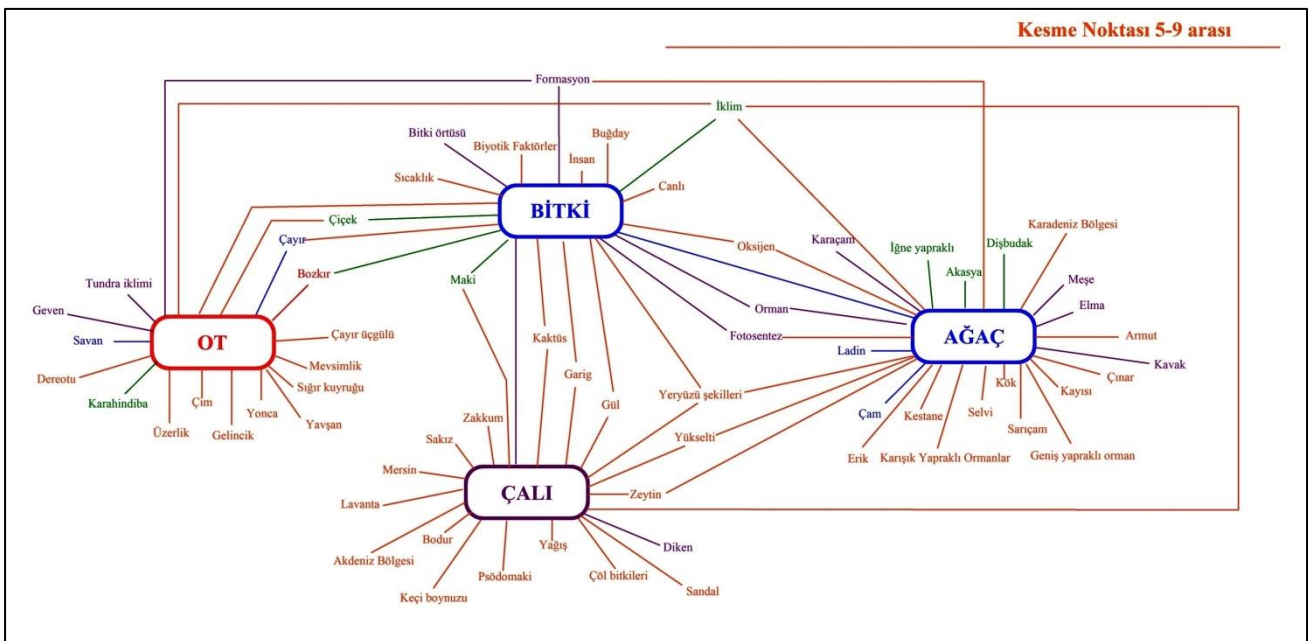 Kesme Noktası 5-9 arası
Formasyon
İklim
Bitki örtüsü
Buğday
Biyotik Faktörler
İnsan
Sıcaklık
Canlı
BİTKİ
Çiçek
Çayır
Oksijen
Karaçam
İğne yapraklı
Dişbudak
Karadeniz Bölgesi
Akasya
Bozkır
Maki
Meşe
Tundra iklimi
Elma
Geven
Orman
Savan
OT
Çayır üçgülü
Kaktüs
Fotosentez
AĞAÇ
Armut
Ladin
Kavak
Mevsimlik
Garig
Dereotu
Sığır kuyruğu
Çınar
Karahindiba
Çim
Yonca
Gül
Yeryüzü şekilleri
Kök
Kayısı
Üzerlik
Gelincik
Yavşan
Zakkum
Çam
Kestane
Selvi
Sarıçam
Sakız
Yükselti
Erik
Karışık Yapraklı Ormanlar
Geniş yapraklı orman
Mersin
Lavanta
ÇALI
Zeytin
Bodur
Yağış
Diken
Akdeniz Bölgesi
Psödomaki
Çöl bitkileri
Keçi boynuzu
Sandal